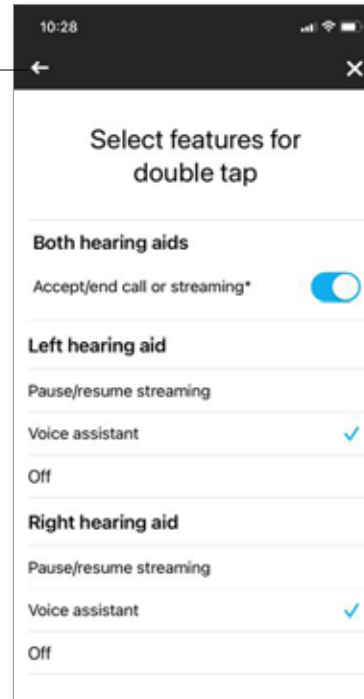 10:28
Select features for
double tap
Both hearing aids
Accept/end call or streaming*
Left hearing aid
Pause/resume streaming
Voice assistant
Off
Right hearing aid
Pause/resume streaming
Voice assistant
Off